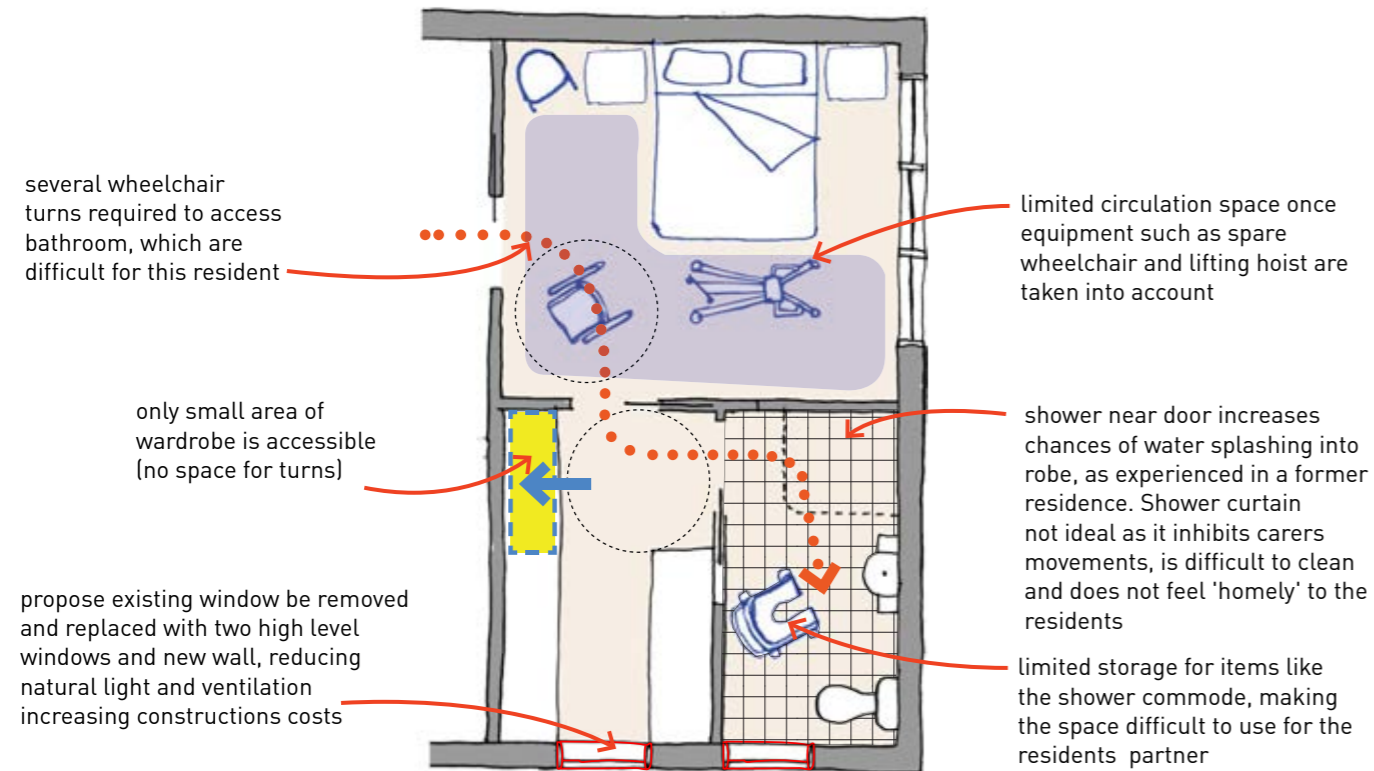 several wheelchair
turns required to access
bathroom, which are
difficult for this resident
only small area of
wardrobe is accessible
(no space for turns)
propose existing window be removed
and replaced with two high level
windows and new wall, reducing
natural light and ventilation
increasing constructions costs
limited circulation space once
equipment such as spare
wheelchair and lifting hoist are
taken into account
shower near door increases
chances of water splashing into
robe, as experienced in a former
residence. Shower curtain
not ideal as it inhibits carers
movements, is difficult to clean
and does not feel 'homely' to the
residents
limited storage for items like
the shower commode, making
the space difficult to use for the
residents partner